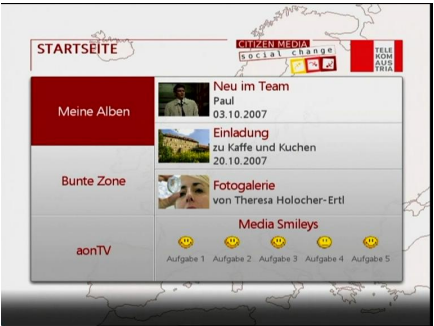 STARTSEITE
CITIZEN MEDIA
social change
TELE
KOM
AUS
TRIA
Meine Alben
Neu im Team
Paul
03.10.2007
Einladung
zu Kaffe und Kuchen
20.10.2007
Bunte Zone
Fotogalerie
von Theresa Holocher-Ertl
aonTV
Media Smileys
Aufgabe 1 Aufgabe 2 Aufgabe 3 Aufgabe 4 Aufgabe 5